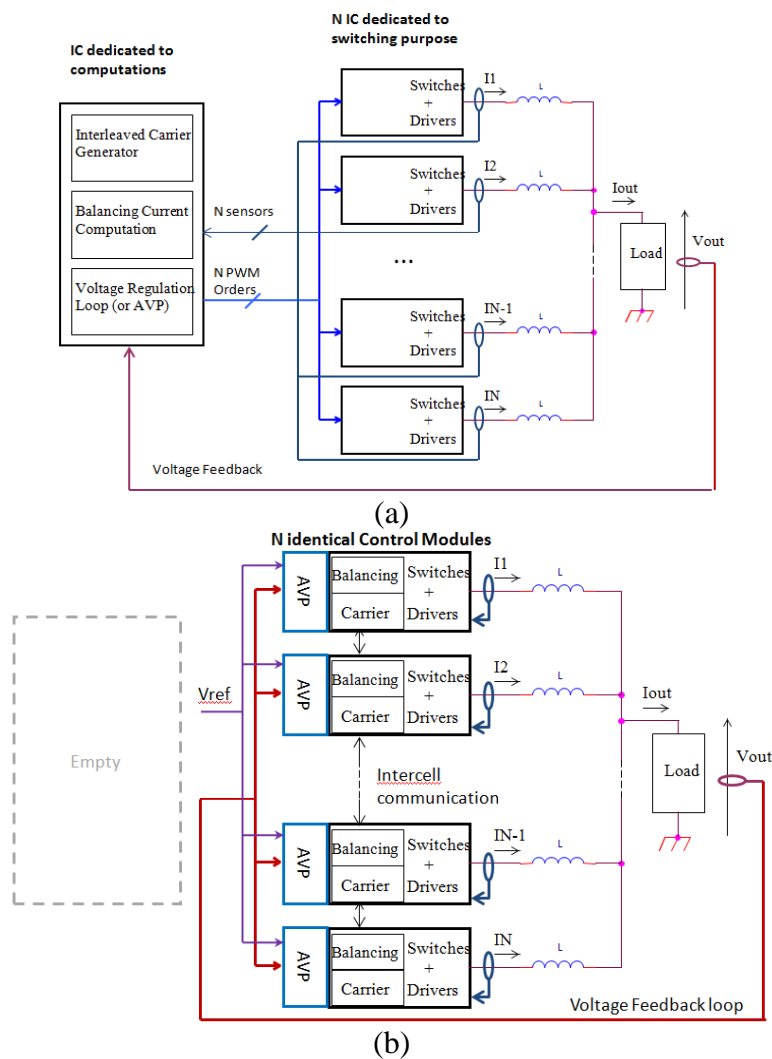 N IC dedicated to
switching purpose
IC dedicated to
computations
Interleaved Carrier
Generator
Balancing Current
Computation
Voltage Regulation
Loop (or AVP)
N sensors
N PWM
Orders
Switches
+
Drivers
I1
L
Switches
+
Drivers
I2
L
...
Switches
+
Drivers
IN-1
L
Switches
+
Drivers
IN
L
Iout
Load
Vout
Voltage Feedback
(a)
N identical Control Modules
Empty
Vref
AVP
Balancing
Carrier
Switches
+
Drivers
I1
L
AVP
Balancing
Carrier
Switches
+
Drivers
I2
L
Intercell
communication
AVP
Balancing
Carrier
Switches
+
Drivers
IN-1
L
AVP
Balancing
Carrier
Switches
+
Drivers
IN
L
Iout
Load
Vout
Voltage Feedback loop
(b)